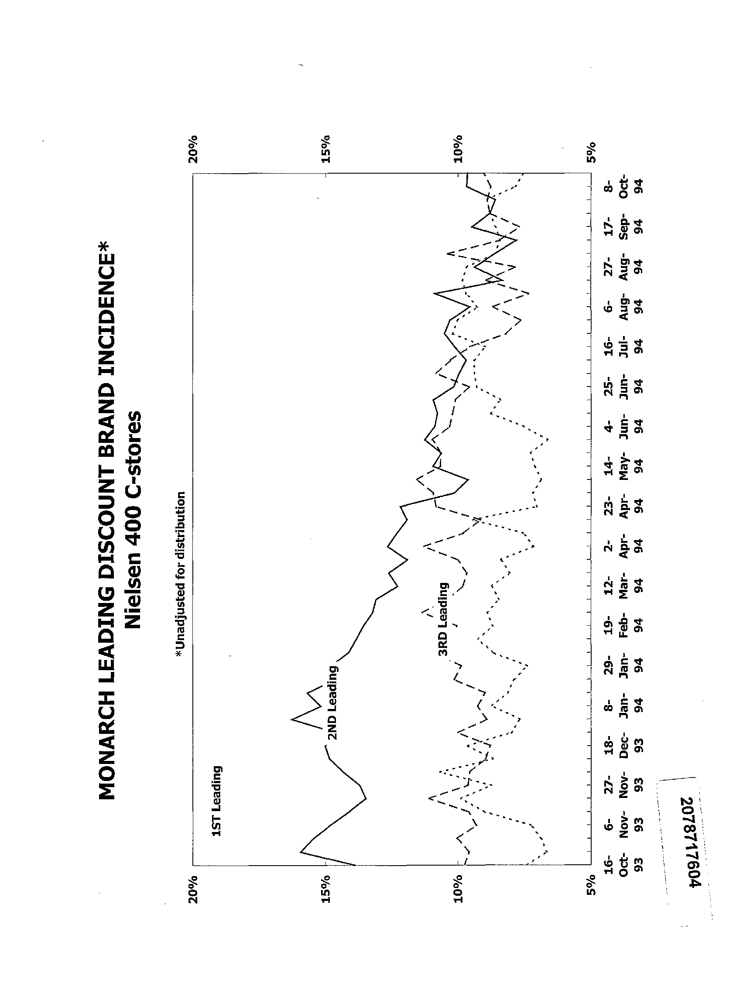 MONARCH LEADING DISCOUNT BRAND INCIDENCE*
Nielsen 400 C-stores
*Unadjusted for distribution
20%
20%
15%
15%
10%
10%
5%
5%
1ST Leading
2ND Leading
3RD Leading
16- 6- 27- 18- 8- 29- 19- 12- 2- 23- 14- 4- 25- 16- 6- 27- 17- 8-
Oct- Nov- Nov- Dec- Jan- Jan- Feb- Mar- Apr- Apr- May- Jun- Jun- Jul- Aug- Aug- Sep- Oct-
93 93 93 93 94 94 94 94 94 94 94 94 94 94 94 94 94 94
2078717604